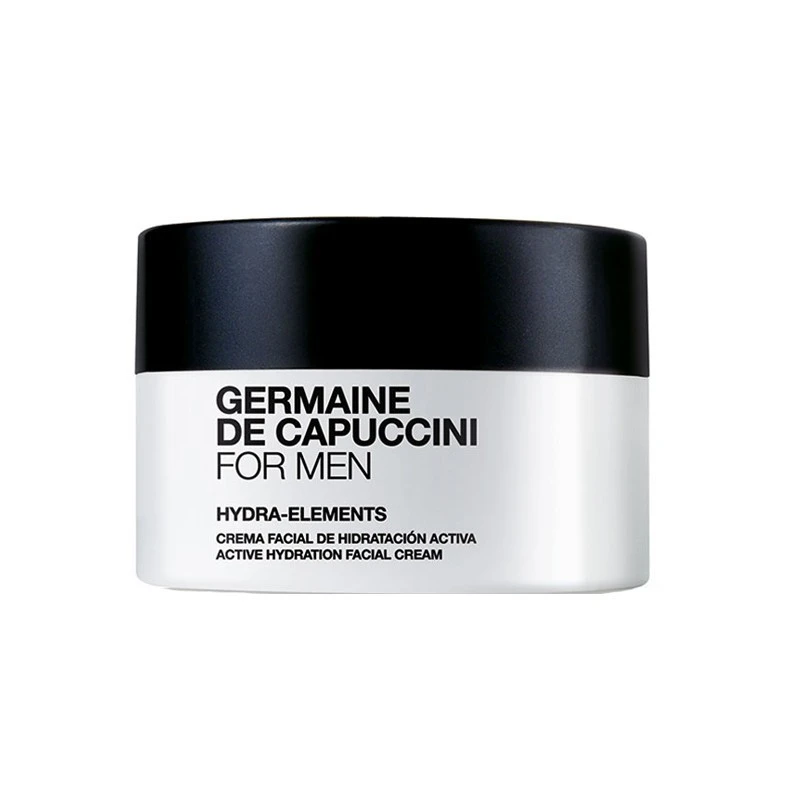 GERMAINE
DE CAPUCCINI
FOR MEN
HYDRA-ELEMENTS
CREMA FACIAL DE HIDRATACIÓN ACTIVA
ACTIVE HYDRATION FACIAL CREAM